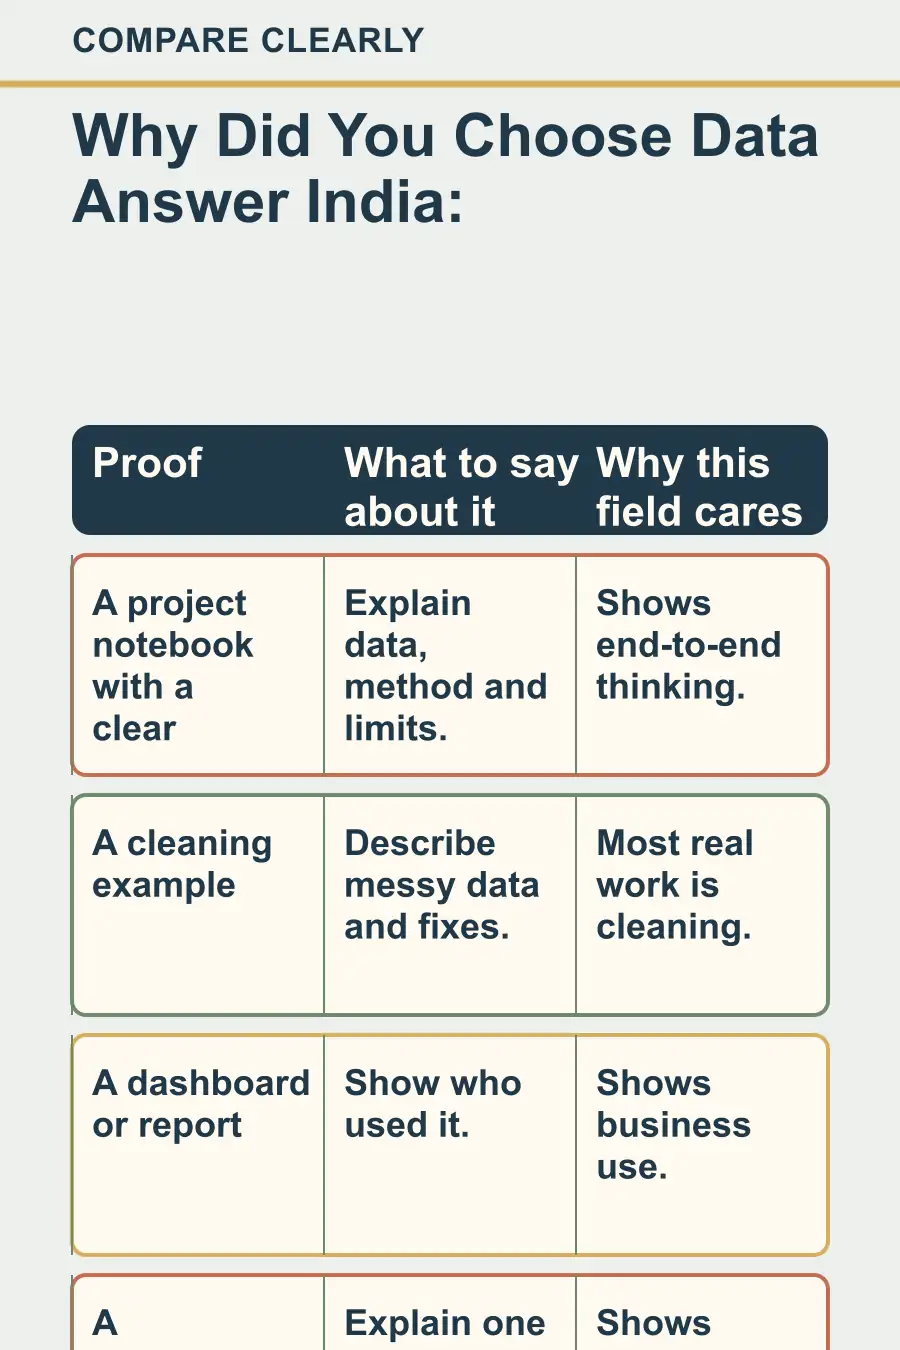 COMPARE CLEARLY
Why Did You Choose Data
Answer India:
Proof
What to say
about it
Why this
field cares
A project
notebook
with a
clear
Explain
data,
method and
limits.
Shows
end-to-end
thinking.
A cleaning
example
Describe
messy data
and fixes.
Most real
work is
cleaning.
A dashboard
or report
Show who
used it.
Shows
business
use.
A
Explain one
Shows